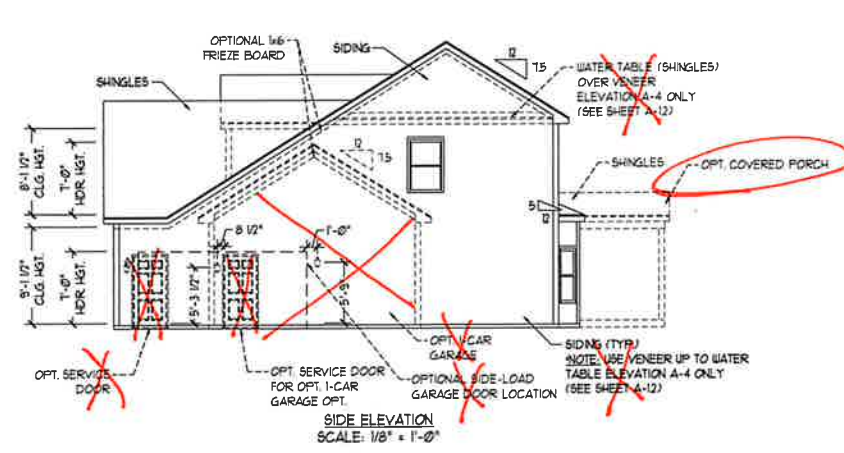 OPTIONAL 1x6
FRIEZE BOARD
SIDING
12
7.5
WATER TABLE (SHINGLES)
OVER VENEER
ELEVATION A-4 ONLY
(SEE SHEET A-12)
SHINGLES
12
7.5
SHINGLES
OPT. COVERED PORCH
8'-1 1/2"
CLG. HGT.
7'-0"
HDR. HGT.
5
12
8 1/2"
1'-0"
9'-1 1/2"
CLG. HGT.
7'-0"
HDR. HGT.
5'-3 1/2"
5'-9"
OPT. 1-CAR
GARAGE
SIDING (TYP)
*NOTE: USE VENEER UP TO WATER
TABLE ELEVATION A-4 ONLY
(SEE SHEET A-12)
OPT. SERVICE
DOOR
OPT. SERVICE DOOR
FOR OPT. 1-CAR
GARAGE OPT.
OPTIONAL SIDE-LOAD
GARAGE DOOR LOCATION
SIDE ELEVATION
SCALE: 1/8" = 1'-0"